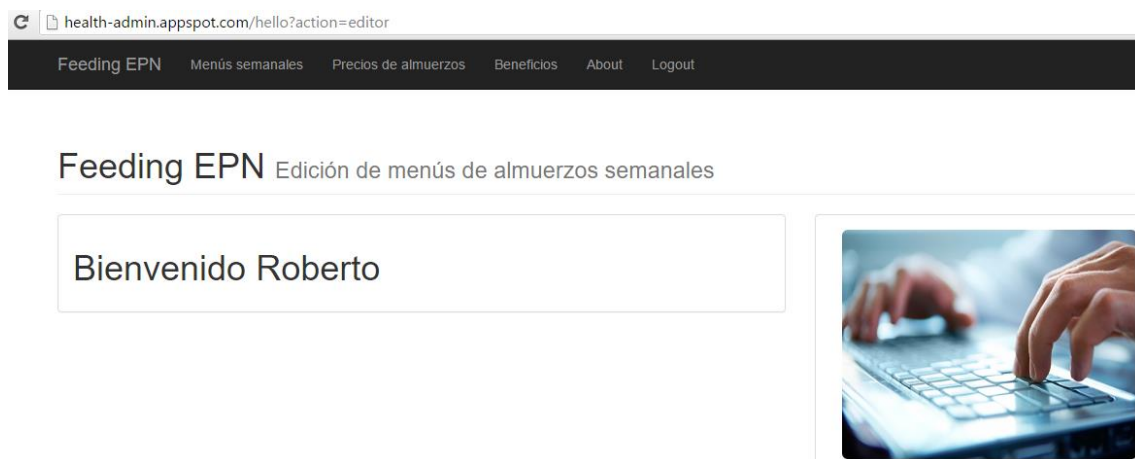 health-admin.appspot.com/hello?action=editor
Feeding EPN Menús semanales Precios de almuerzos Beneficios About Logout
Feeding EPN Edición de menús de almuerzos semanales
Bienvenido Roberto